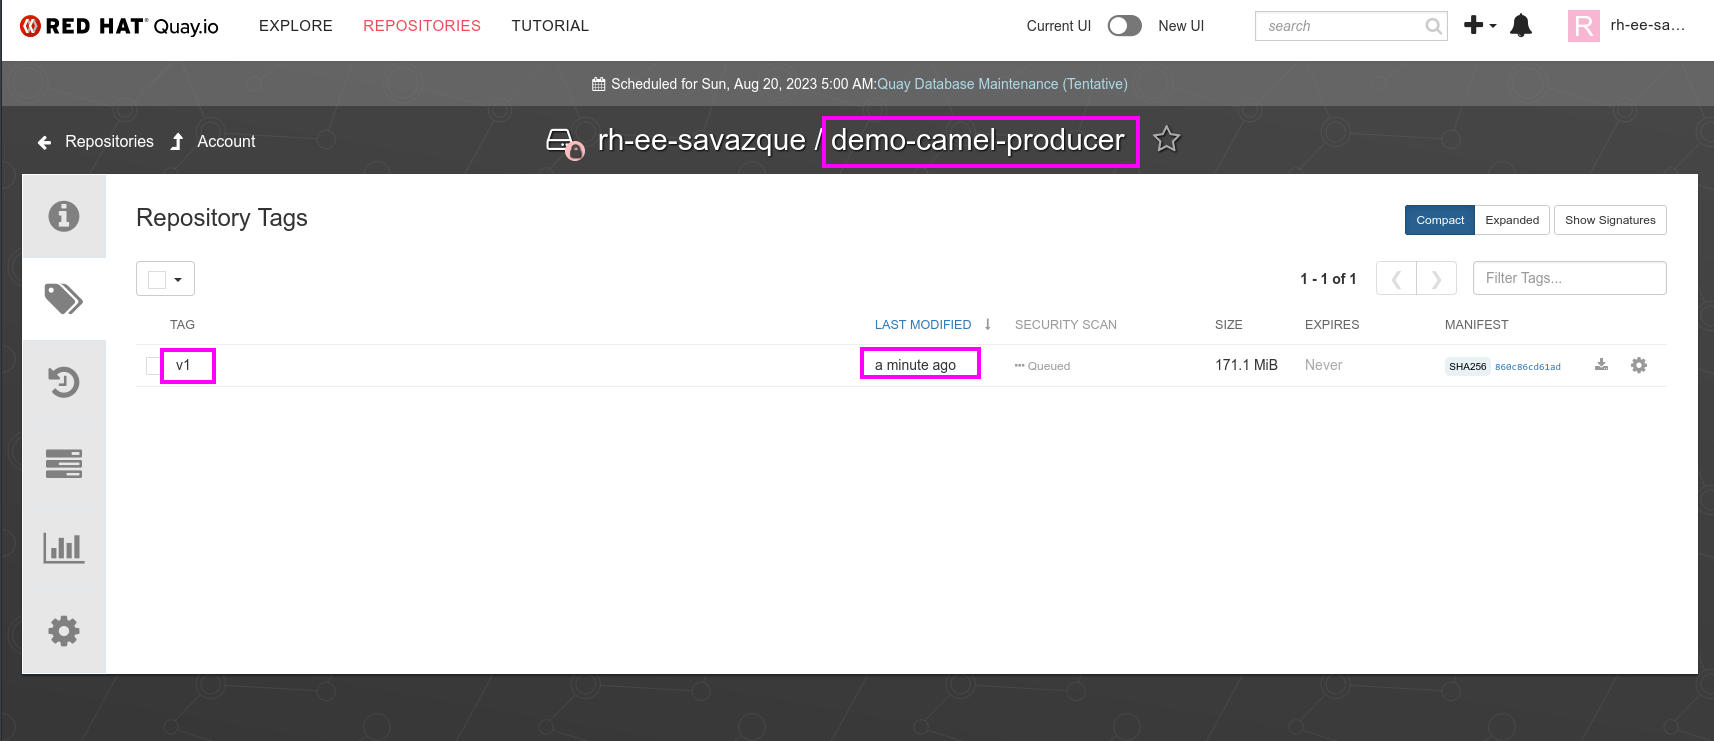 RED HAT® Quay.io EXPLORE REPOSITORIES TUTORIAL Current UI New UI search R rh-ee-sa...
Scheduled for Sun, Aug 20, 2023 5:00 AM:Quay Database Maintenance (Tentative)
Repositories Account rh-ee-savazque / demo-camel-producer
Repository Tags Compact Expanded Show Signatures
1 - 1 of 1 Filter Tags...
TAG LAST MODIFIED SECURITY SCAN SIZE EXPIRES MANIFEST
v1 a minute ago Queued 171.1 MiB Never SHA256 860c86cd61ad